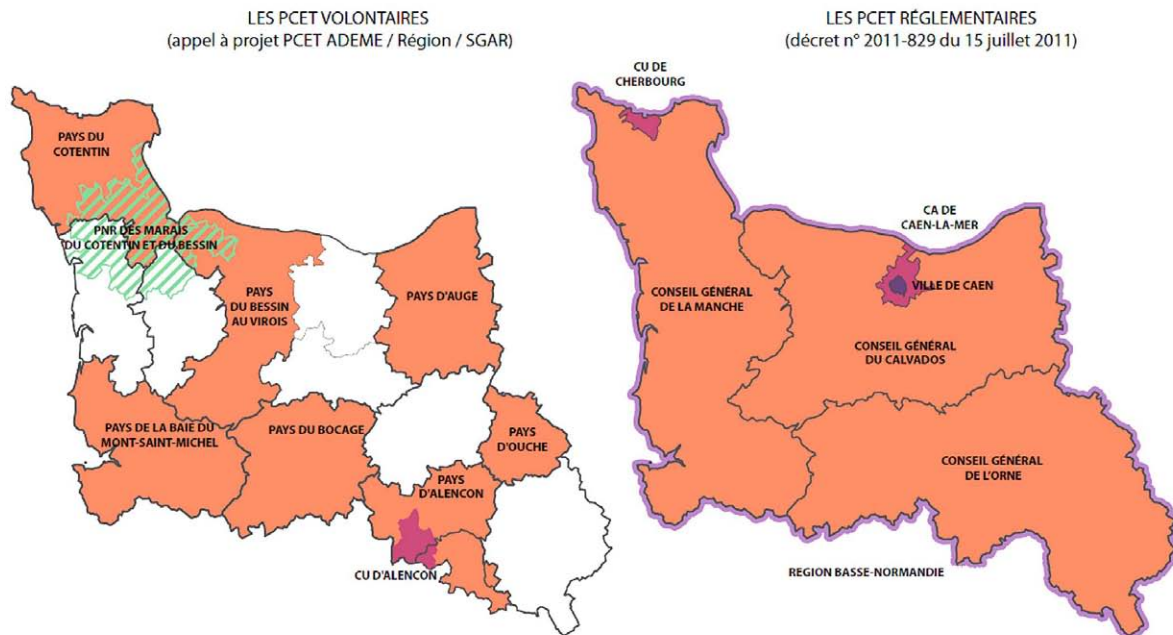 LES PCET VOLONTAIRES
(appel à projet PCET ADEME / Région / SGAR)
PAYS DU
COTENTIN
PNR DES MARAIS
DU COTENTIN ET DU BESSIN
PAYS
DU BESSIN
AU VIROIS
PAYS D'AUGE
PAYS DE LA BAIE DU
MONT-SAINT-MICHEL
PAYS DU BOCAGE
PAYS
D'OUCHE
PAYS
D'ALENCON
CU D'ALENCON
LES PCET RÉGLEMENTAIRES
(décret n° 2011-829 du 15 juillet 2011)
CU DE
CHERBOURG
CA DE
CAEN-LA-MER
VILLE DE CAEN
CONSEIL GÉNÉRAL
DE LA MANCHE
CONSEIL GÉNÉRAL
DU CALVADOS
CONSEIL GÉNÉRAL
DE L'ORNE
REGION BASSE-NORMANDIE